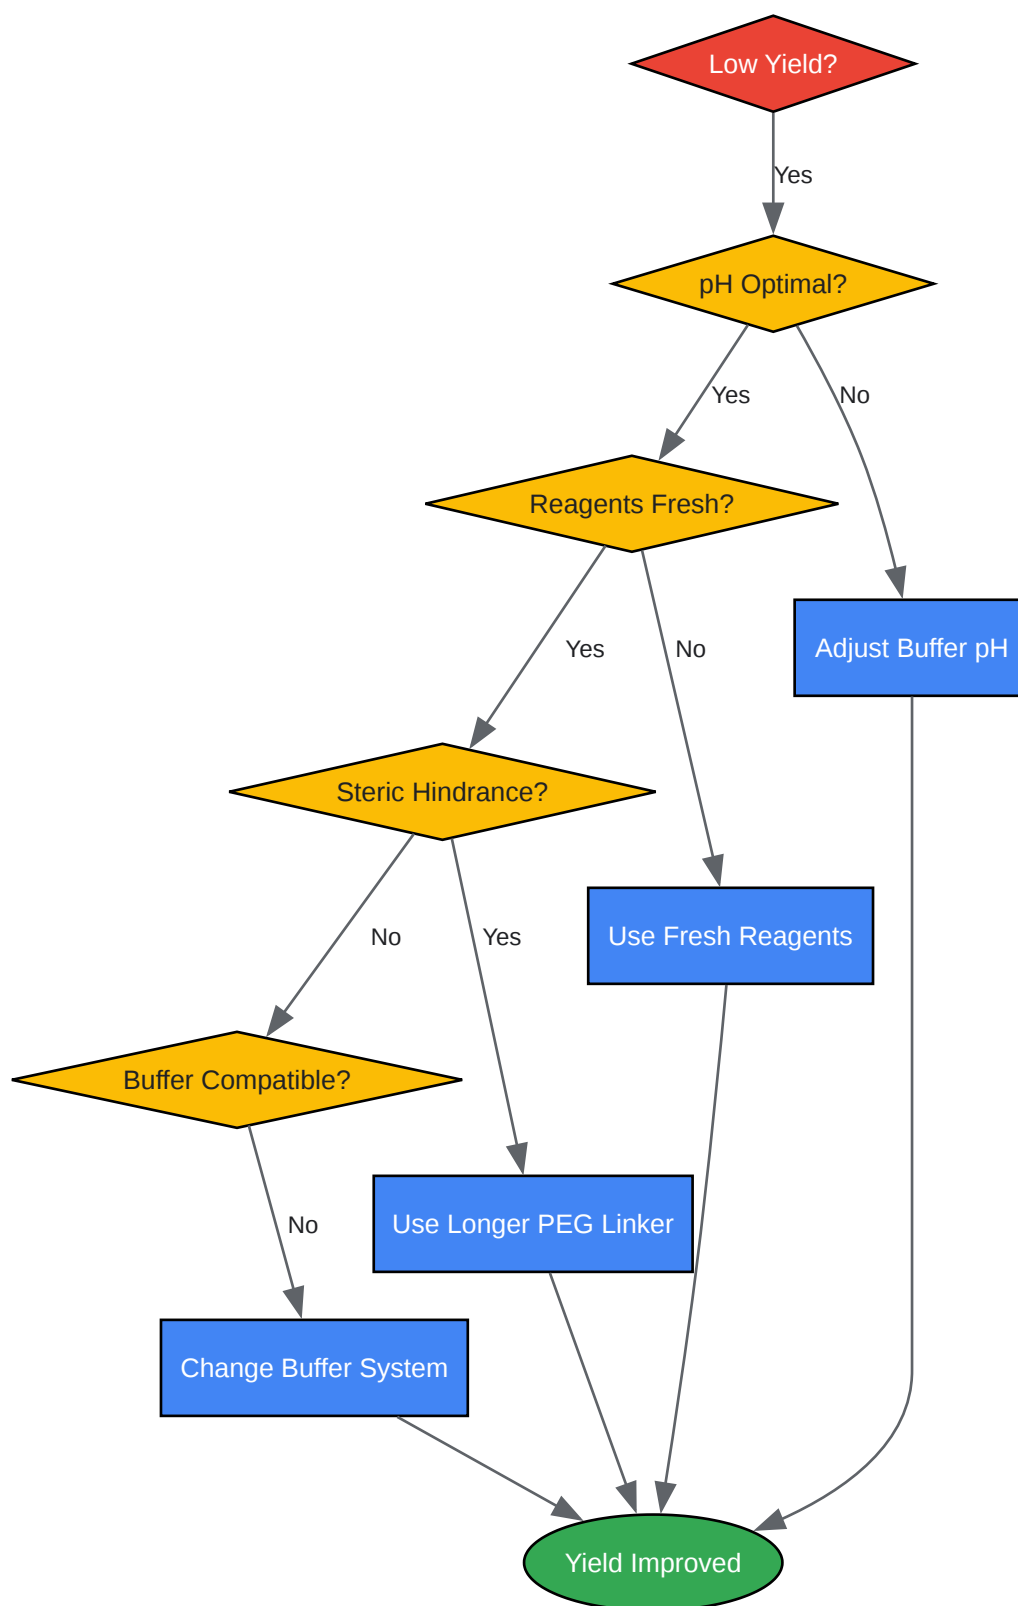 Low Yield?
Yes
pH Optimal?
Yes
No
Reagents Fresh?
Yes
No
Adjust Buffer pH
Steric Hindrance?
No
Yes
Use Fresh Reagents
Buffer Compatible?
No
Use Longer PEG Linker
Change Buffer System
Yield Improved